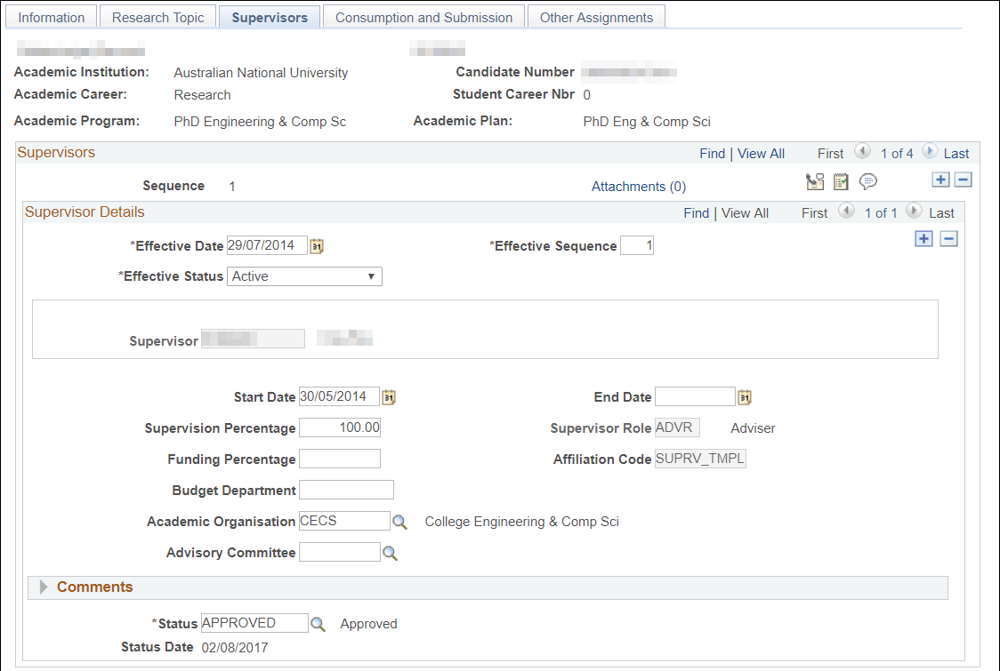 Information Research Topic Supervisors Consumption and Submission Other Assignments
Academic Institution: Australian National University Candidate Number
Academic Career: Research Student Career Nbr 0
Academic Program: PhD Engineering & Comp Sc Academic Plan: PhD Eng & Comp Sci
Supervisors Find | View All First 1 of 4 Last
Sequence 1 Attachments (0)
Supervisor Details Find | View All First 1 of 1 Last
*Effective Date 29/07/2014 31 *Effective Sequence 1
*Effective Status Active
Supervisor
Start Date 30/05/2014 31 End Date 31
Supervision Percentage 100.00 Supervisor Role ADVR Adviser
Funding Percentage Affiliation Code SUPRV_TMPL
Budget Department
Academic Organisation CECS College Engineering & Comp Sci
Advisory Committee
Comments
*Status APPROVED Approved
Status Date 02/08/2017